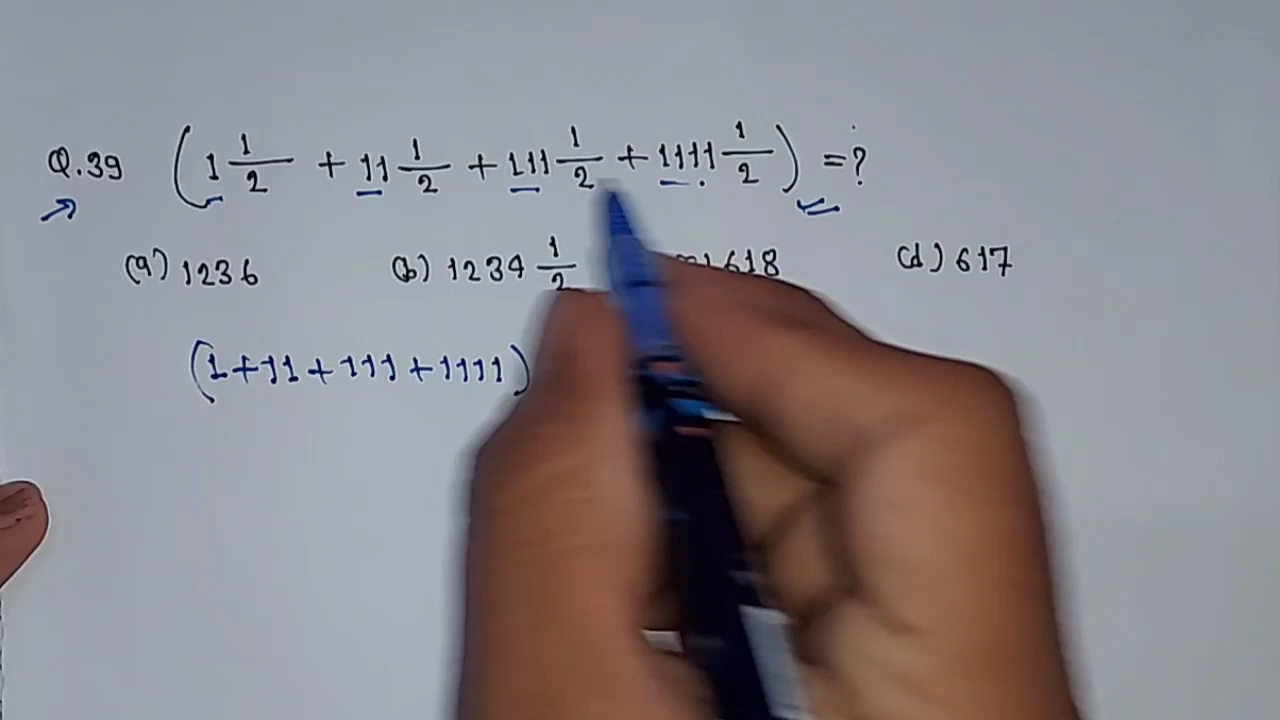 Q.39 (1 1/2 + 11 1/2 + 111 1/2 + 1111 1/2) = ?
(a) 1236 (b) 1234 1/2 618 (d) 617
(1+11+111+1111)